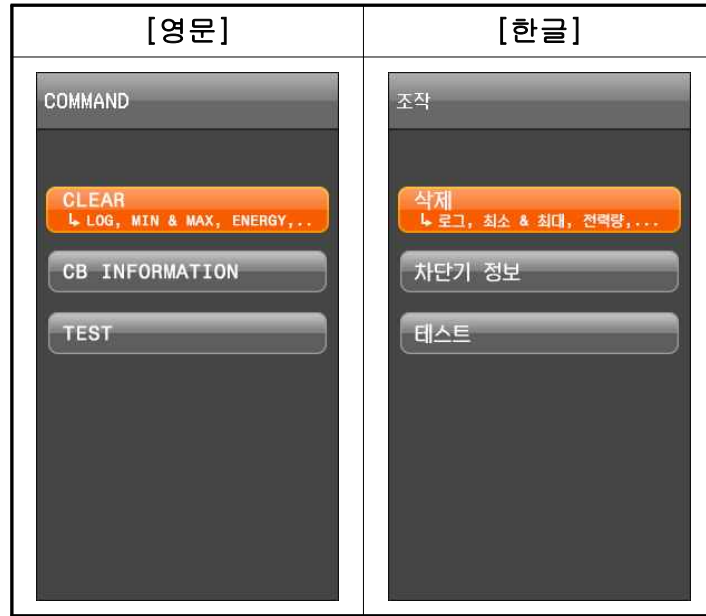 [영문]
[한글]
COMMAND
CLEAR
↳ LOG, MIN & MAX, ENERGY,..
CB INFORMATION
TEST
조작
삭제
↳ 로그, 최소 & 최대, 전력량,...
차단기 정보
테스트